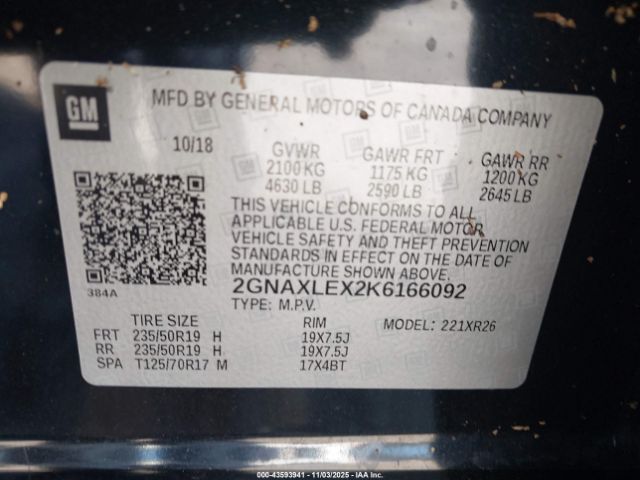 GM
MFD BY GENERAL MOTORS OF CANADA COMPANY
10/18
GVWR
2100 KG
4630 LB
GAWR FRT
1175 KG
2590 LB
GAWR RR
1200 KG
2645 LB
THIS VEHICLE CONFORMS TO ALL
APPLICABLE U.S. FEDERAL MOTOR
VEHICLE SAFETY AND THEFT PREVENTION
STANDARDS IN EFFECT ON THE DATE OF
MANUFACTURE SHOWN ABOVE.
384A
2GNAXLEX2K6166092
TYPE: M.P.V.
TIRE SIZE RIM MODEL: 221XR26
FRT 235/50R19 H 19X7.5J
RR 235/50R19 H 19X7.5J
SPA T125/70R17 M 17X4BT
© 000-43593941 - 11/03/2025 - IAAI.COM